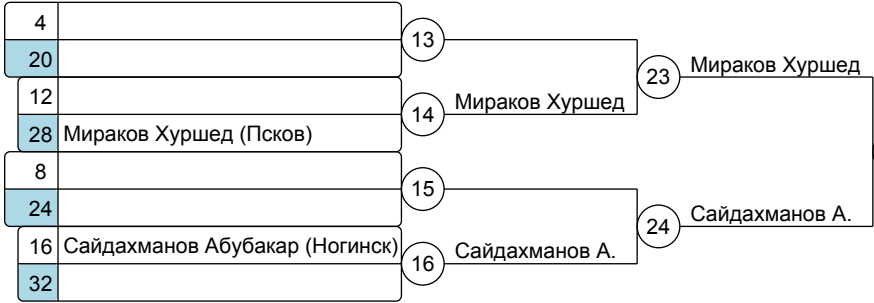 4
13
20
23 Мираков Хуршед
12
14 Мираков Хуршед
28 Мираков Хуршед (Псков)
8
15
24
24 Сайдахманов А.
16 Сайдахманов Абубакар (Ногинск)
16 Сайдахманов А.
32